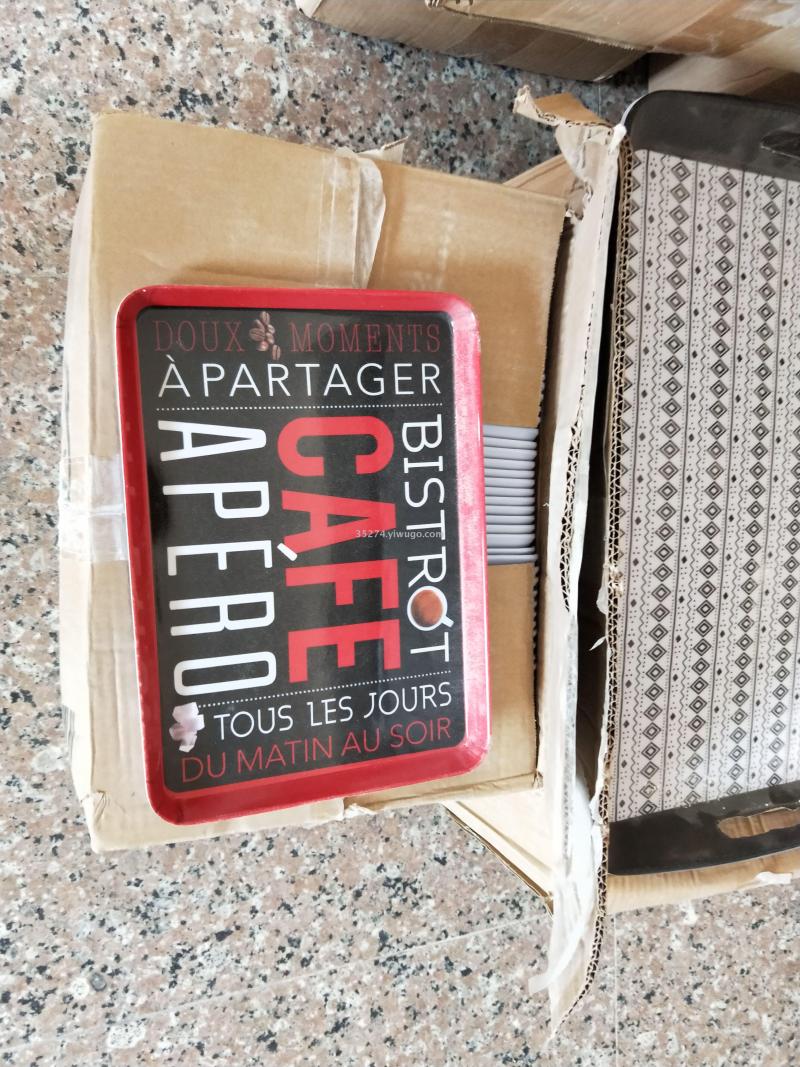 DOUX MOMENTS
À PARTAGER
BISTROT
CAFÉ
APÉRO
TOUS LES JOURS
DU MATIN AU SOIR
35274.yiwugo.com